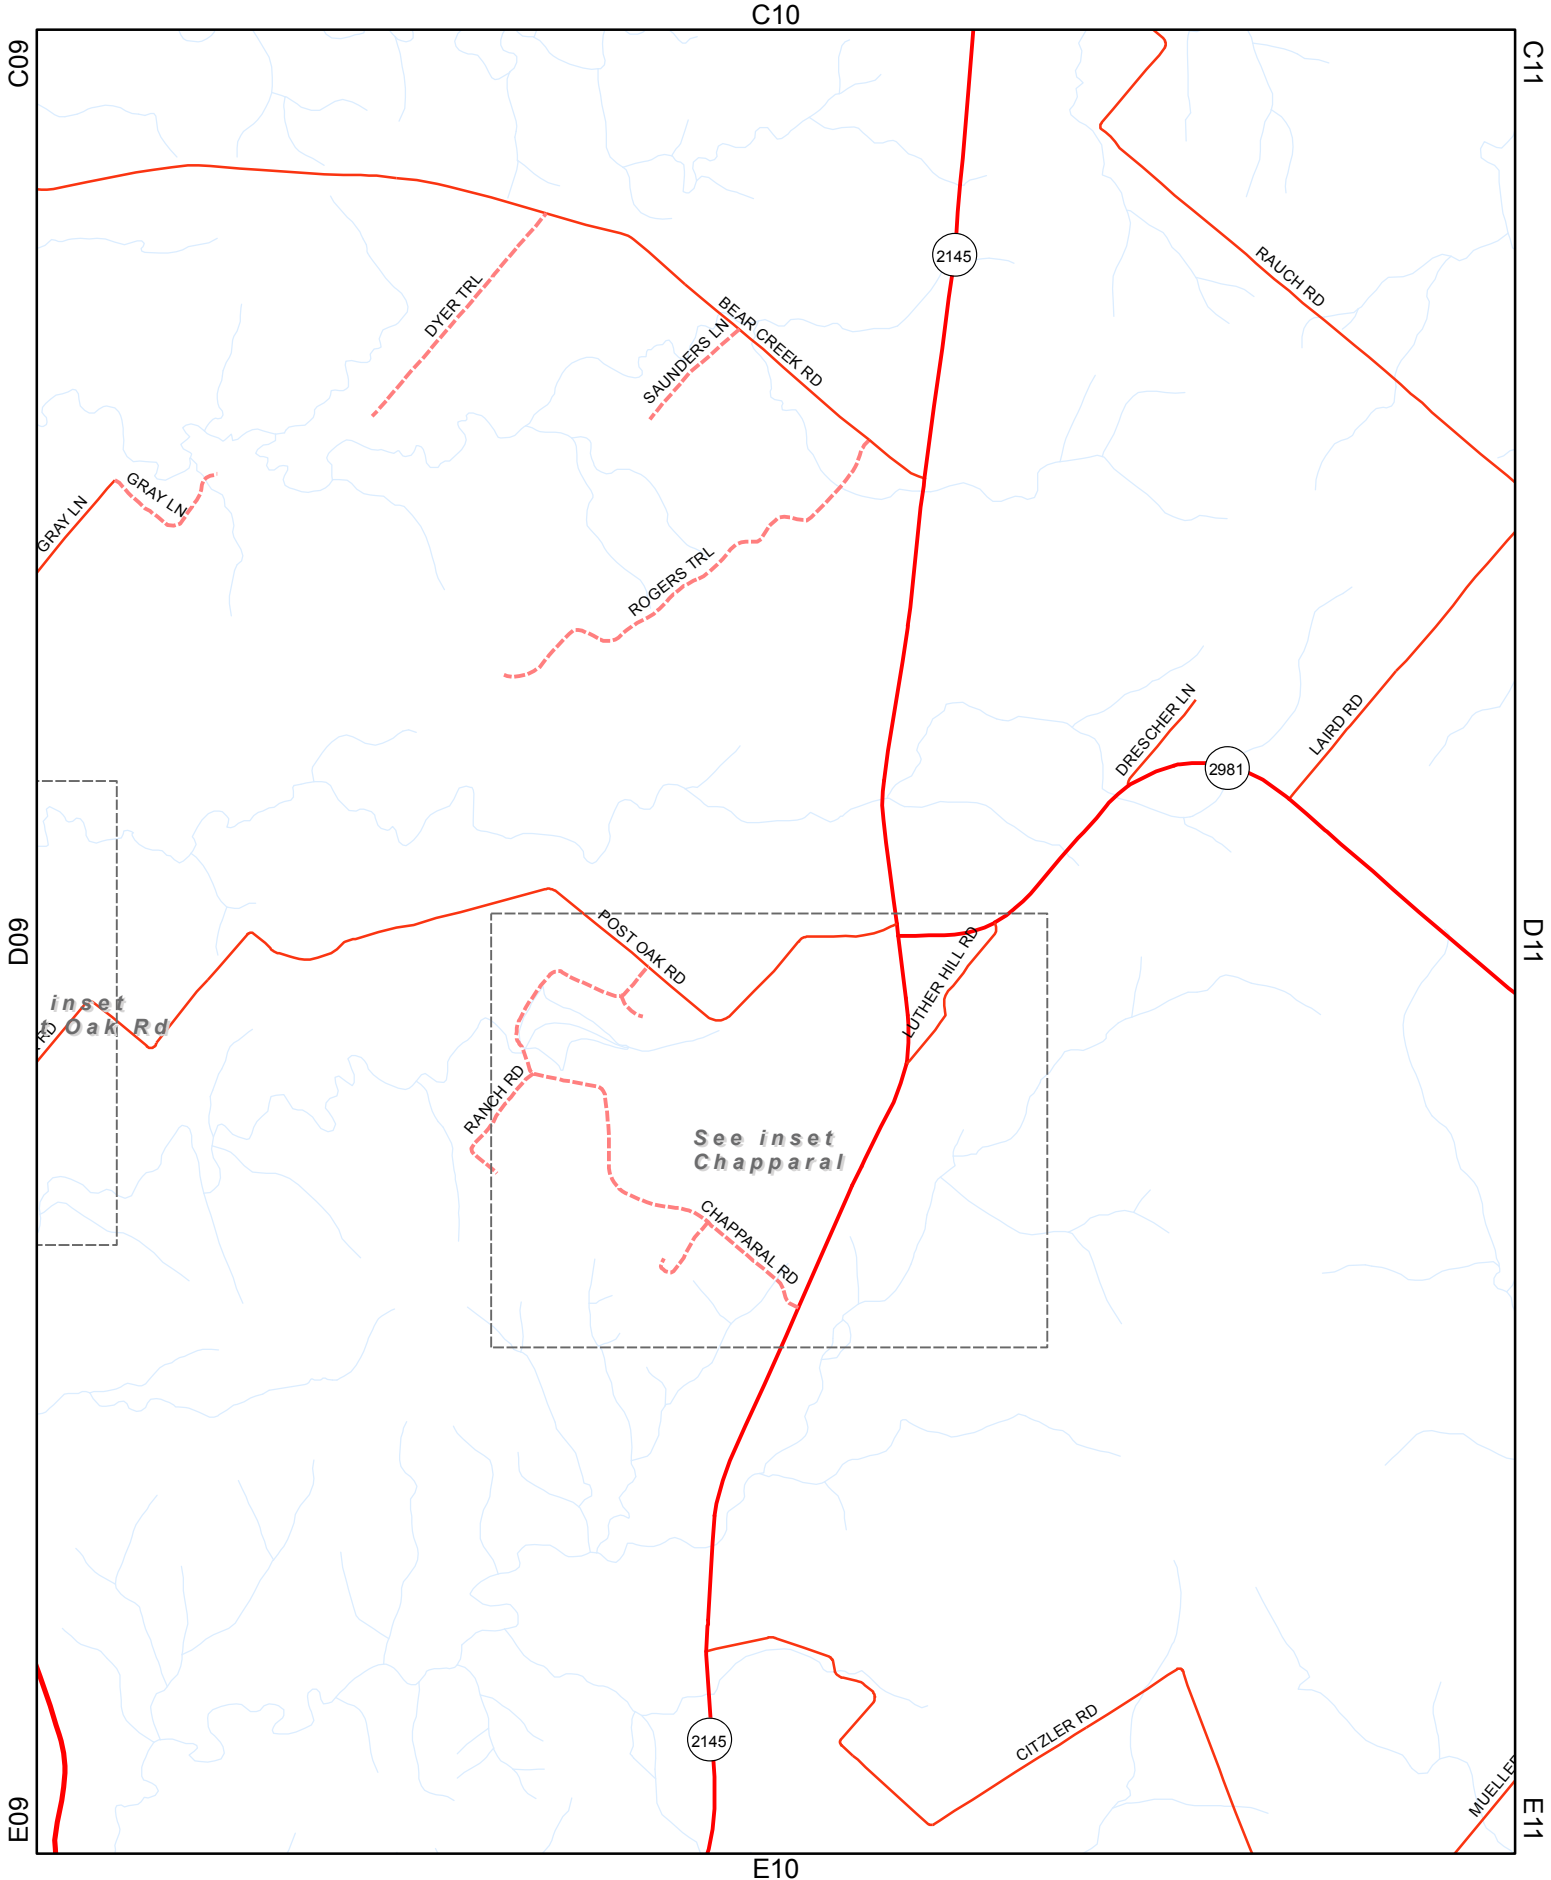 C10
C09
C11
2145
RAUCH RD
DYER TRL
BEAR CREEK RD
SAUNDERS LN
GRAY LN
GRAY LN
ROGERS TRL
DRESCHER LN
LAIRD RD
2981
D09
D11
POST OAK RD
LUTHER HILL RD
inset
t Oak Rd
RD
RANCH RD
See inset
Chapparal
CHAPPARAL RD
2145
CITZLER RD
MUELLER
E09
E11
E10